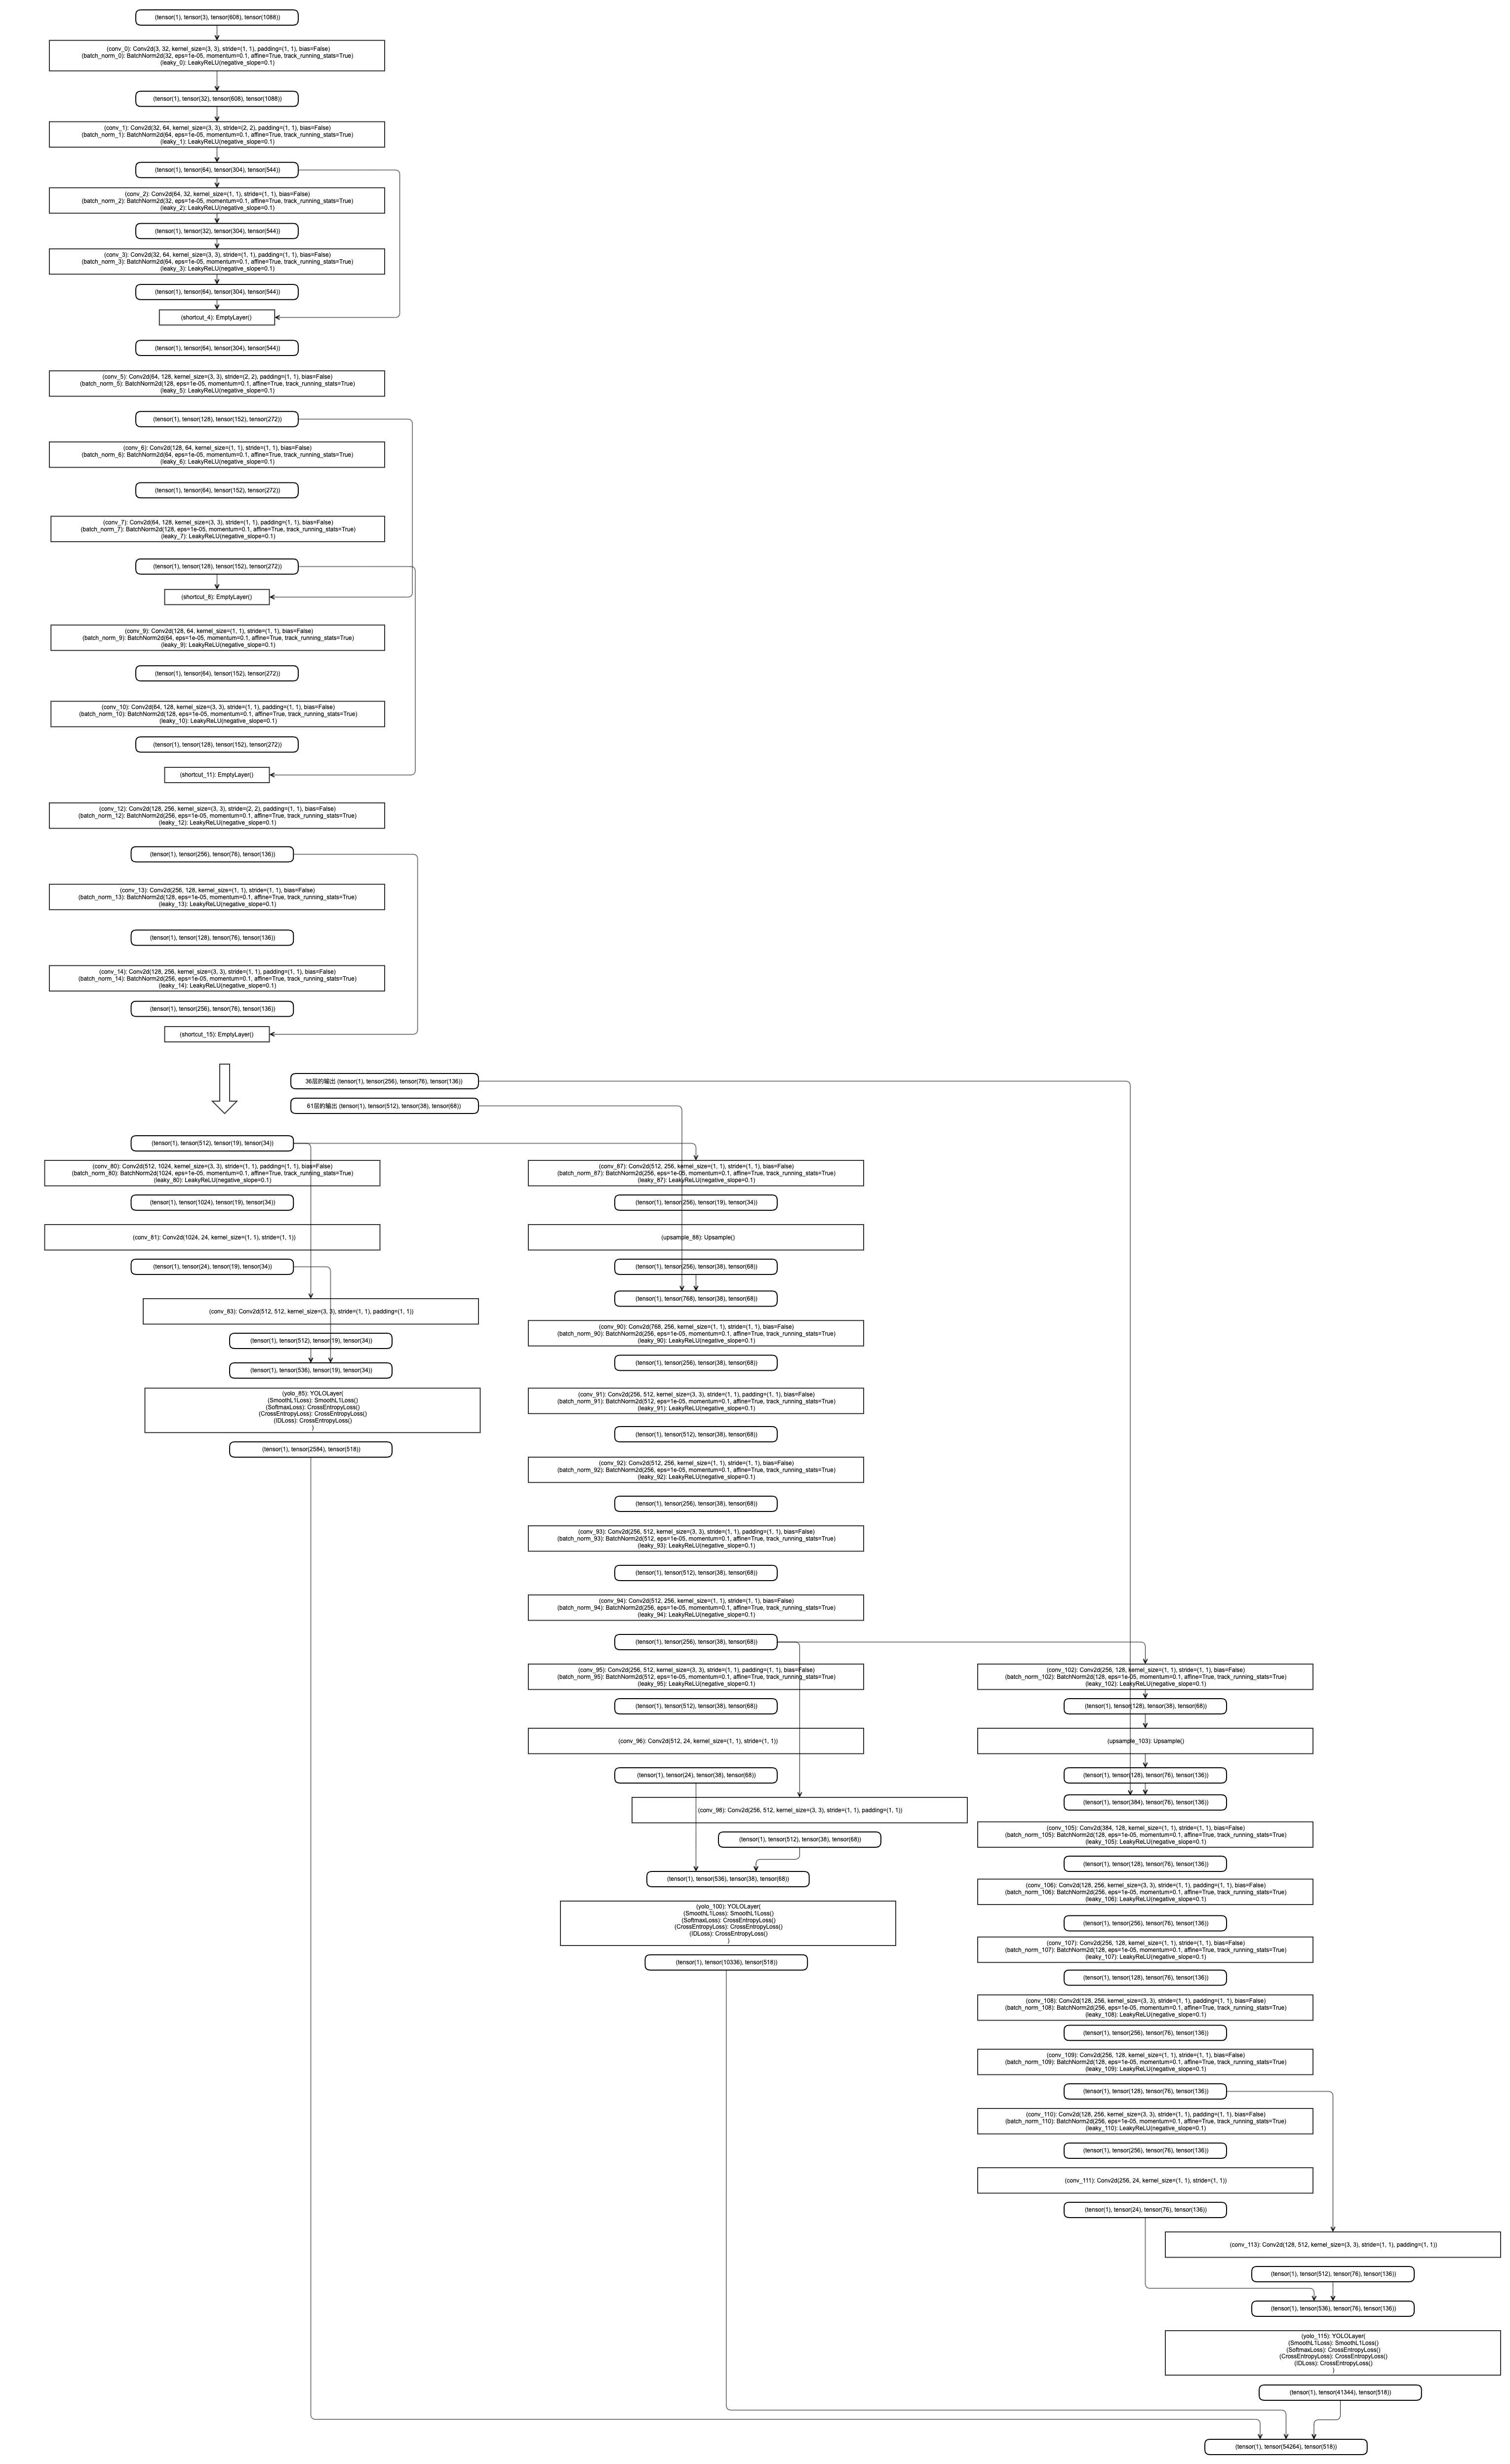 (tensor(1), tensor(3), tensor(608), tensor(1088))
(conv_0): Conv2d(3, 32, kernel_size=(3, 3), stride=(1, 1), padding=(1, 1), bias=False)
(batch_norm_0): BatchNorm2d(32, eps=1e-05, momentum=0.1, affine=True, track_running_stats=True)
(leaky_0): LeakyReLU(negative_slope=0.1)
(tensor(1), tensor(32), tensor(608), tensor(1088))
(conv_1): Conv2d(32, 64, kernel_size=(3, 3), stride=(2, 2), padding=(1, 1), bias=False)
(batch_norm_1): BatchNorm2d(64, eps=1e-05, momentum=0.1, affine=True, track_running_stats=True)
(leaky_1): LeakyReLU(negative_slope=0.1)
(tensor(1), tensor(64), tensor(304), tensor(544))
(conv_2): Conv2d(64, 32, kernel_size=(1, 1), stride=(1, 1), bias=False)
(batch_norm_2): BatchNorm2d(32, eps=1e-05, momentum=0.1, affine=True, track_running_stats=True)
(leaky_2): LeakyReLU(negative_slope=0.1)
(tensor(1), tensor(32), tensor(304), tensor(544))
(conv_3): Conv2d(32, 64, kernel_size=(3, 3), stride=(1, 1), padding=(1, 1), bias=False)
(batch_norm_3): BatchNorm2d(64, eps=1e-05, momentum=0.1, affine=True, track_running_stats=True)
(leaky_3): LeakyReLU(negative_slope=0.1)
(tensor(1), tensor(64), tensor(304), tensor(544))
(shortcut_4): EmptyLayer()
(tensor(1), tensor(64), tensor(304), tensor(544))
(conv_5): Conv2d(64, 128, kernel_size=(3, 3), stride=(2, 2), padding=(1, 1), bias=False)
(batch_norm_5): BatchNorm2d(128, eps=1e-05, momentum=0.1, affine=True, track_running_stats=True)
(leaky_5): LeakyReLU(negative_slope=0.1)
(tensor(1), tensor(128), tensor(152), tensor(272))
(conv_6): Conv2d(128, 64, kernel_size=(1, 1), stride=(1, 1), bias=False)
(batch_norm_6): BatchNorm2d(64, eps=1e-05, momentum=0.1, affine=True, track_running_stats=True)
(leaky_6): LeakyReLU(negative_slope=0.1)
(tensor(1), tensor(64), tensor(152), tensor(272))
(conv_7): Conv2d(64, 128, kernel_size=(3, 3), stride=(1, 1), padding=(1, 1), bias=False)
(batch_norm_7): BatchNorm2d(128, eps=1e-05, momentum=0.1, affine=True, track_running_stats=True)
(leaky_7): LeakyReLU(negative_slope=0.1)
(tensor(1), tensor(128), tensor(152), tensor(272))
(shortcut_8): EmptyLayer()
(conv_9): Conv2d(128, 64, kernel_size=(1, 1), stride=(1, 1), bias=False)
(batch_norm_9): BatchNorm2d(64, eps=1e-05, momentum=0.1, affine=True, track_running_stats=True)
(leaky_9): LeakyReLU(negative_slope=0.1)
(tensor(1), tensor(64), tensor(152), tensor(272))
(conv_10): Conv2d(64, 128, kernel_size=(3, 3), stride=(1, 1), padding=(1, 1), bias=False)
(batch_norm_10): BatchNorm2d(128, eps=1e-05, momentum=0.1, affine=True, track_running_stats=True)
(leaky_10): LeakyReLU(negative_slope=0.1)
(tensor(1), tensor(128), tensor(152), tensor(272))
(shortcut_11): EmptyLayer()
(conv_12): Conv2d(128, 256, kernel_size=(3, 3), stride=(2, 2), padding=(1, 1), bias=False)
(batch_norm_12): BatchNorm2d(256, eps=1e-05, momentum=0.1, affine=True, track_running_stats=True)
(leaky_12): LeakyReLU(negative_slope=0.1)
(tensor(1), tensor(256), tensor(76), tensor(136))
(conv_13): Conv2d(256, 128, kernel_size=(1, 1), stride=(1, 1), bias=False)
(batch_norm_13): BatchNorm2d(128, eps=1e-05, momentum=0.1, affine=True, track_running_stats=True)
(leaky_13): LeakyReLU(negative_slope=0.1)
(tensor(1), tensor(128), tensor(76), tensor(136))
(conv_14): Conv2d(128, 256, kernel_size=(3, 3), stride=(1, 1), padding=(1, 1), bias=False)
(batch_norm_14): BatchNorm2d(256, eps=1e-05, momentum=0.1, affine=True, track_running_stats=True)
(leaky_14): LeakyReLU(negative_slope=0.1)
(tensor(1), tensor(256), tensor(76), tensor(136))
(shortcut_15): EmptyLayer()
36层的输出 (tensor(1), tensor(256), tensor(76), tensor(136))
61层的输出 (tensor(1), tensor(512), tensor(38), tensor(68))
(tensor(1), tensor(512), tensor(19), tensor(34))
(conv_80): Conv2d(512, 1024, kernel_size=(3, 3), stride=(1, 1), padding=(1, 1), bias=False)
(batch_norm_80): BatchNorm2d(1024, eps=1e-05, momentum=0.1, affine=True, track_running_stats=True)
(leaky_80): LeakyReLU(negative_slope=0.1)
(tensor(1), tensor(1024), tensor(19), tensor(34))
(conv_81): Conv2d(1024, 24, kernel_size=(1, 1), stride=(1, 1))
(tensor(1), tensor(24), tensor(19), tensor(34))
(conv_83): Conv2d(512, 512, kernel_size=(3, 3), stride=(1, 1), padding=(1, 1))
(tensor(1), tensor(512), tensor(19), tensor(34))
(tensor(1), tensor(536), tensor(19), tensor(34))
(yolo_85): YOLOLayer(
(SmoothL1Loss): SmoothL1Loss()
(SoftmaxLoss): CrossEntropyLoss()
(CrossEntropyLoss): CrossEntropyLoss()
(IDLoss): CrossEntropyLoss()
)
(tensor(1), tensor(2584), tensor(518))
(conv_87): Conv2d(512, 256, kernel_size=(1, 1), stride=(1, 1), bias=False)
(batch_norm_87): BatchNorm2d(256, eps=1e-05, momentum=0.1, affine=True, track_running_stats=True)
(leaky_87): LeakyReLU(negative_slope=0.1)
(tensor(1), tensor(256), tensor(19), tensor(34))
(upsample_88): Upsample()
(tensor(1), tensor(256), tensor(38), tensor(68))
(tensor(1), tensor(768), tensor(38), tensor(68))
(conv_90): Conv2d(768, 256, kernel_size=(1, 1), stride=(1, 1), bias=False)
(batch_norm_90): BatchNorm2d(256, eps=1e-05, momentum=0.1, affine=True, track_running_stats=True)
(leaky_90): LeakyReLU(negative_slope=0.1)
(tensor(1), tensor(256), tensor(38), tensor(68))
(conv_91): Conv2d(256, 512, kernel_size=(3, 3), stride=(1, 1), padding=(1, 1), bias=False)
(batch_norm_91): BatchNorm2d(512, eps=1e-05, momentum=0.1, affine=True, track_running_stats=True)
(leaky_91): LeakyReLU(negative_slope=0.1)
(tensor(1), tensor(512), tensor(38), tensor(68))
(conv_92): Conv2d(512, 256, kernel_size=(1, 1), stride=(1, 1), bias=False)
(batch_norm_92): BatchNorm2d(256, eps=1e-05, momentum=0.1, affine=True, track_running_stats=True)
(leaky_92): LeakyReLU(negative_slope=0.1)
(tensor(1), tensor(256), tensor(38), tensor(68))
(conv_93): Conv2d(256, 512, kernel_size=(3, 3), stride=(1, 1), padding=(1, 1), bias=False)
(batch_norm_93): BatchNorm2d(512, eps=1e-05, momentum=0.1, affine=True, track_running_stats=True)
(leaky_93): LeakyReLU(negative_slope=0.1)
(tensor(1), tensor(512), tensor(38), tensor(68))
(conv_94): Conv2d(512, 256, kernel_size=(1, 1), stride=(1, 1), bias=False)
(batch_norm_94): BatchNorm2d(256, eps=1e-05, momentum=0.1, affine=True, track_running_stats=True)
(leaky_94): LeakyReLU(negative_slope=0.1)
(tensor(1), tensor(256), tensor(38), tensor(68))
(conv_95): Conv2d(256, 512, kernel_size=(3, 3), stride=(1, 1), padding=(1, 1), bias=False)
(batch_norm_95): BatchNorm2d(512, eps=1e-05, momentum=0.1, affine=True, track_running_stats=True)
(leaky_95): LeakyReLU(negative_slope=0.1)
(tensor(1), tensor(512), tensor(38), tensor(68))
(conv_96): Conv2d(512, 24, kernel_size=(1, 1), stride=(1, 1))
(tensor(1), tensor(24), tensor(38), tensor(68))
(conv_98): Conv2d(256, 512, kernel_size=(3, 3), stride=(1, 1), padding=(1, 1))
(tensor(1), tensor(512), tensor(38), tensor(68))
(tensor(1), tensor(536), tensor(38), tensor(68))
(yolo_100): YOLOLayer(
(SmoothL1Loss): SmoothL1Loss()
(SoftmaxLoss): CrossEntropyLoss()
(CrossEntropyLoss): CrossEntropyLoss()
(IDLoss): CrossEntropyLoss()
)
(tensor(1), tensor(10336), tensor(518))
(conv_102): Conv2d(256, 128, kernel_size=(1, 1), stride=(1, 1), bias=False)
(batch_norm_102): BatchNorm2d(128, eps=1e-05, momentum=0.1, affine=True, track_running_stats=True)
(leaky_102): LeakyReLU(negative_slope=0.1)
(tensor(1), tensor(128), tensor(38), tensor(68))
(upsample_103): Upsample()
(tensor(1), tensor(128), tensor(76), tensor(136))
(tensor(1), tensor(384), tensor(76), tensor(136))
(conv_105): Conv2d(384, 128, kernel_size=(1, 1), stride=(1, 1), bias=False)
(batch_norm_105): BatchNorm2d(128, eps=1e-05, momentum=0.1, affine=True, track_running_stats=True)
(leaky_105): LeakyReLU(negative_slope=0.1)
(tensor(1), tensor(128), tensor(76), tensor(136))
(conv_106): Conv2d(128, 256, kernel_size=(3, 3), stride=(1, 1), padding=(1, 1), bias=False)
(batch_norm_106): BatchNorm2d(256, eps=1e-05, momentum=0.1, affine=True, track_running_stats=True)
(leaky_106): LeakyReLU(negative_slope=0.1)
(tensor(1), tensor(256), tensor(76), tensor(136))
(conv_107): Conv2d(256, 128, kernel_size=(1, 1), stride=(1, 1), bias=False)
(batch_norm_107): BatchNorm2d(128, eps=1e-05, momentum=0.1, affine=True, track_running_stats=True)
(leaky_107): LeakyReLU(negative_slope=0.1)
(tensor(1), tensor(128), tensor(76), tensor(136))
(conv_108): Conv2d(128, 256, kernel_size=(3, 3), stride=(1, 1), padding=(1, 1), bias=False)
(batch_norm_108): BatchNorm2d(256, eps=1e-05, momentum=0.1, affine=True, track_running_stats=True)
(leaky_108): LeakyReLU(negative_slope=0.1)
(tensor(1), tensor(256), tensor(76), tensor(136))
(conv_109): Conv2d(256, 128, kernel_size=(1, 1), stride=(1, 1), bias=False)
(batch_norm_109): BatchNorm2d(128, eps=1e-05, momentum=0.1, affine=True, track_running_stats=True)
(leaky_109): LeakyReLU(negative_slope=0.1)
(tensor(1), tensor(128), tensor(76), tensor(136))
(conv_110): Conv2d(128, 256, kernel_size=(3, 3), stride=(1, 1), padding=(1, 1), bias=False)
(batch_norm_110): BatchNorm2d(256, eps=1e-05, momentum=0.1, affine=True, track_running_stats=True)
(leaky_110): LeakyReLU(negative_slope=0.1)
(tensor(1), tensor(256), tensor(76), tensor(136))
(conv_111): Conv2d(256, 24, kernel_size=(1, 1), stride=(1, 1))
(tensor(1), tensor(24), tensor(76), tensor(136))
(conv_113): Conv2d(128, 512, kernel_size=(3, 3), stride=(1, 1), padding=(1, 1))
(tensor(1), tensor(512), tensor(76), tensor(136))
(tensor(1), tensor(536), tensor(76), tensor(136))
(yolo_115): YOLOLayer(
(SmoothL1Loss): SmoothL1Loss()
(SoftmaxLoss): CrossEntropyLoss()
(CrossEntropyLoss): CrossEntropyLoss()
(IDLoss): CrossEntropyLoss()
)
(tensor(1), tensor(41344), tensor(518))
(tensor(1), tensor(54264), tensor(518))